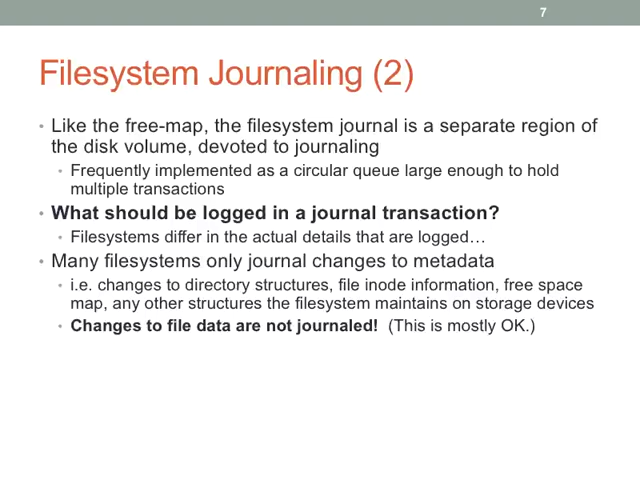 7
Filesystem Journaling (2)
• Like the free-map, the filesystem journal is a separate region of
the disk volume, devoted to journaling
• Frequently implemented as a circular queue large enough to hold
multiple transactions
• What should be logged in a journal transaction?
• Filesystems differ in the actual details that are logged…
• Many filesystems only journal changes to metadata
• i.e. changes to directory structures, file inode information, free space
map, any other structures the filesystem maintains on storage devices
• Changes to file data are not journaled! (This is mostly OK.)